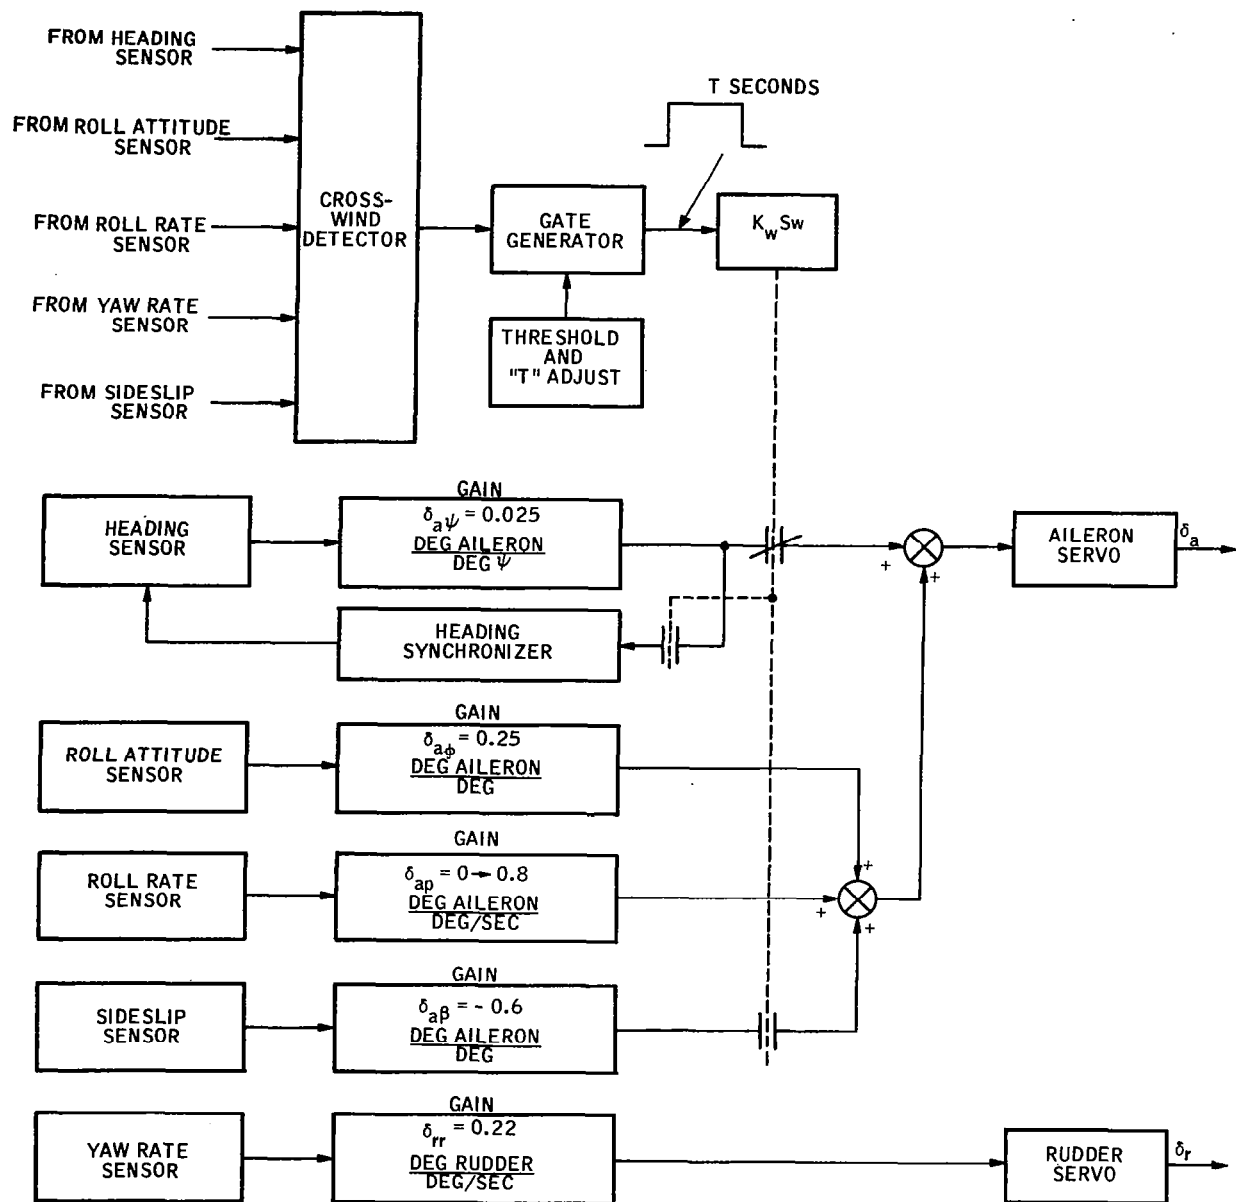 FROM HEADING
SENSOR
T SECONDS
FROM ROLL ATTITUDE
SENSOR
CROSS-
WIND
DETECTOR
GATE
GENERATOR
K_w Sw
FROM ROLL RATE
SENSOR
FROM YAW RATE
SENSOR
THRESHOLD
AND
"T" ADJUST
FROM SIDESLIP
SENSOR
HEADING
SENSOR
GAIN
δ_aψ = 0.025
DEG AILERON
DEG ψ
+
+
AILERON
SERVO
δ_a
HEADING
SYNCHRONIZER
ROLL ATTITUDE
SENSOR
GAIN
δ_aϕ = 0.25
DEG AILERON
DEG
ROLL RATE
SENSOR
GAIN
δ_ap = 0 → 0.8
DEG AILERON
DEG/SEC
+
+
+
SIDESLIP
SENSOR
GAIN
δ_aβ = - 0.6
DEG AILERON
DEG
YAW RATE
SENSOR
GAIN
δ_rr = 0.22
DEG RUDDER
DEG/SEC
RUDDER
SERVO
δ_r